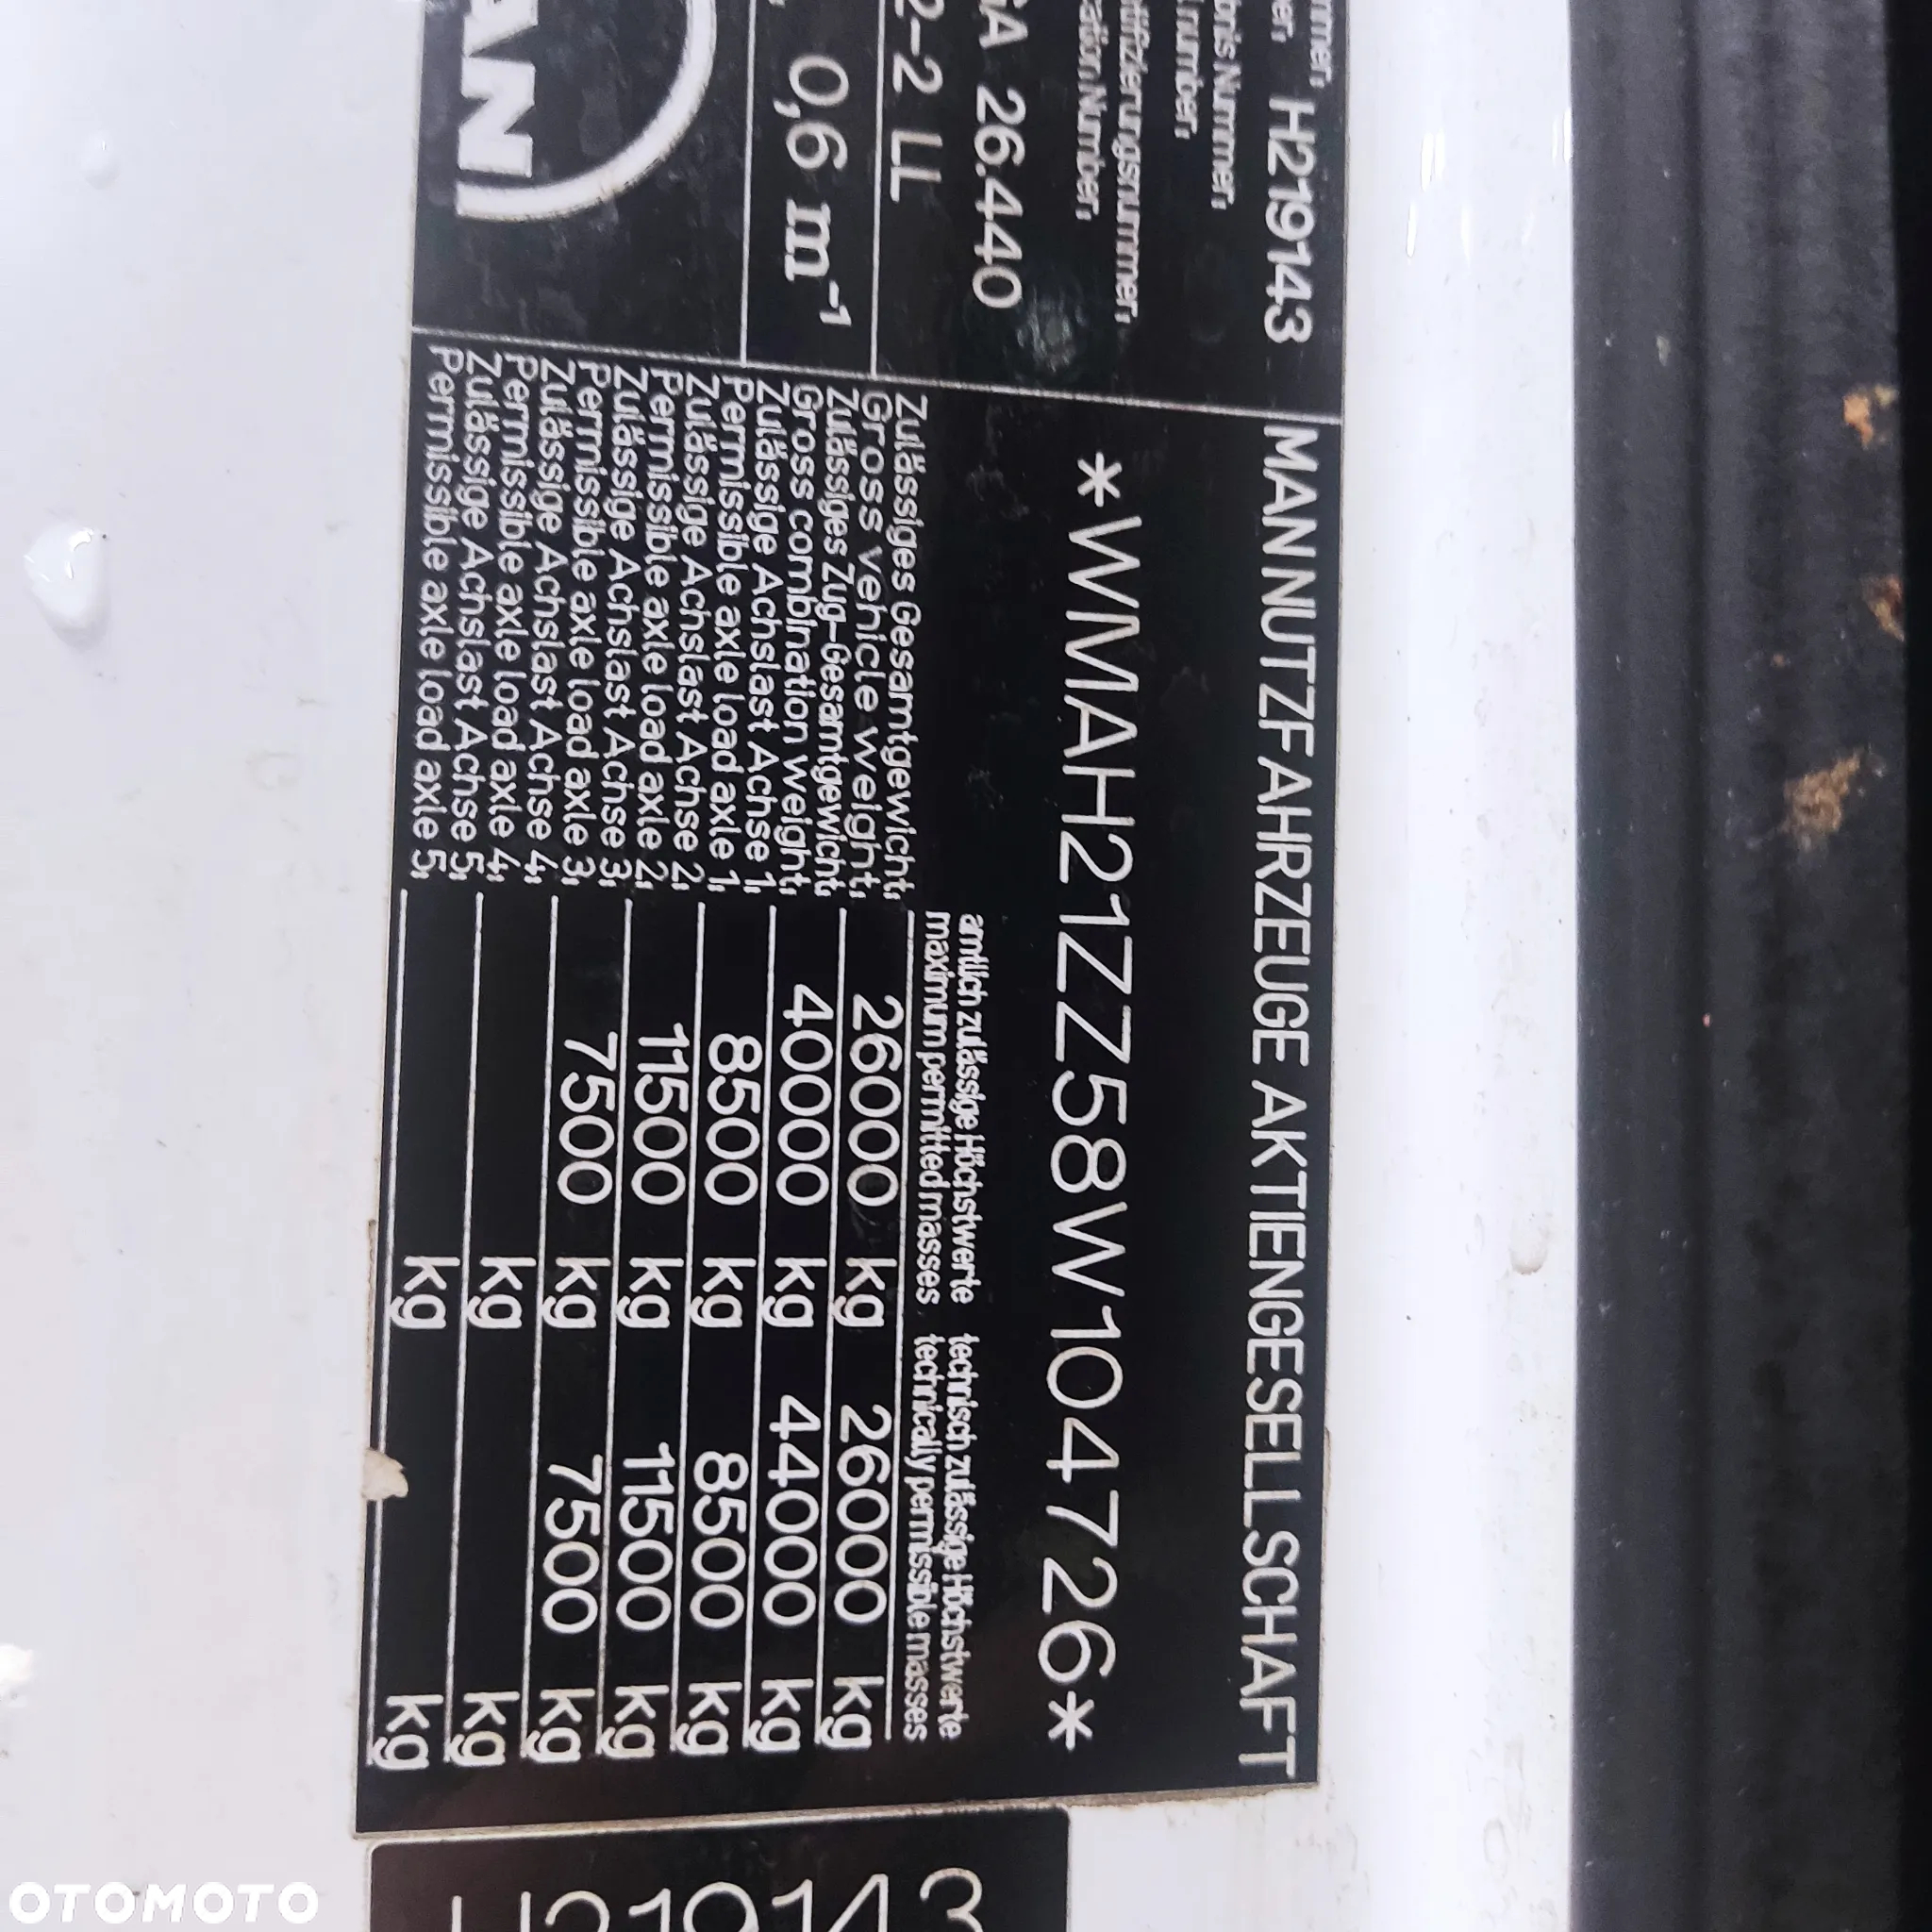 H219143
26.440
2-2 LL
0,6 m⁻¹
MAN NUTZFAHRZEUGE AKTIENGESELLSCHAFT
*WMAH21ZZ58W104726*
amtlich zulässige Höchstwerte technisch zulässige Höchstwerte
maximum permitted masses technically permissible masses
Zulässiges Gesamtgewicht:
Gross vehicle weight: 26000 kg 26000 kg
Zulässiges Zug-Gesamtgewicht:
Gross combination weight: 40000 kg 44000 kg
Zulässige Achslast Achse 1:
Permissible axle load axle 1: 8500 kg 8500 kg
Zulässige Achslast Achse 2:
Permissible axle load axle 2: 11500 kg 11500 kg
Zulässige Achslast Achse 3:
Permissible axle load axle 3: 7500 kg 7500 kg
Zulässige Achslast Achse 4:
Permissible axle load axle 4: kg kg
Zulässige Achslast Achse 5:
Permissible axle load axle 5: kg kg
H219143
OTOMOTO